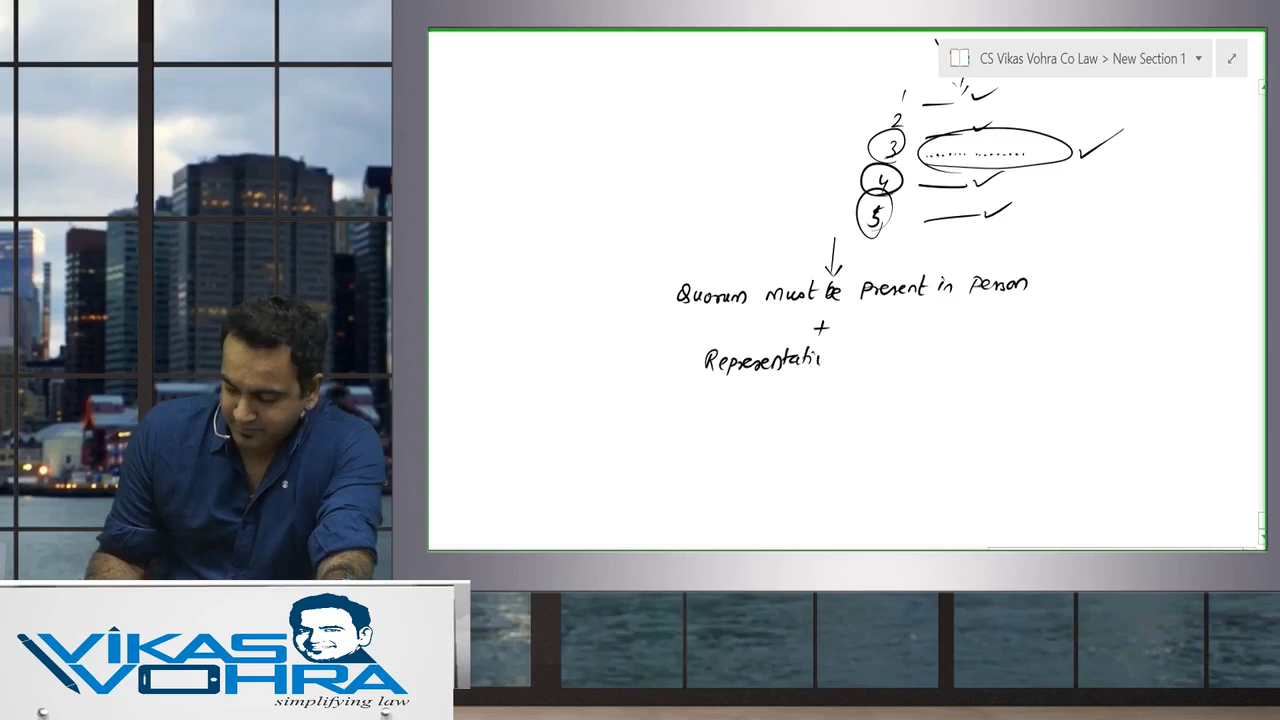 CS Vikas Vohra Co Law > New Section 1
1
2
3
4
5
Quorum must be present in person
+
Representati
VIKAS
VOHRA
simplifying law